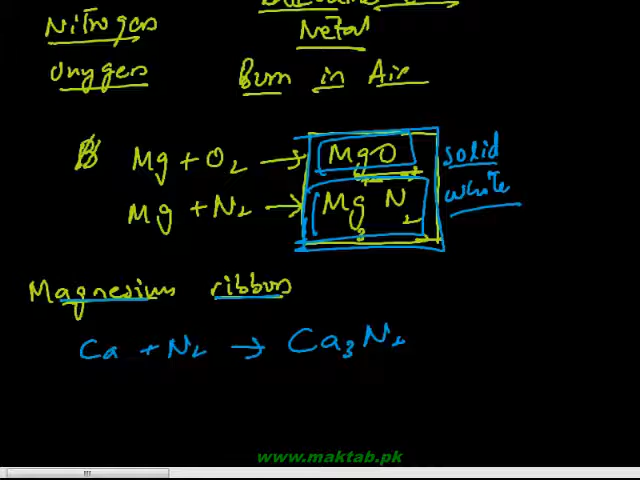 Nitrogen
Metal
Oxygen Burn in Air
Mg + O2 → MgO solid
Mg + N2 → Mg3N2 white
Magnesium ribbon
Ca + N2 → Ca3N2
www.maktab.pk